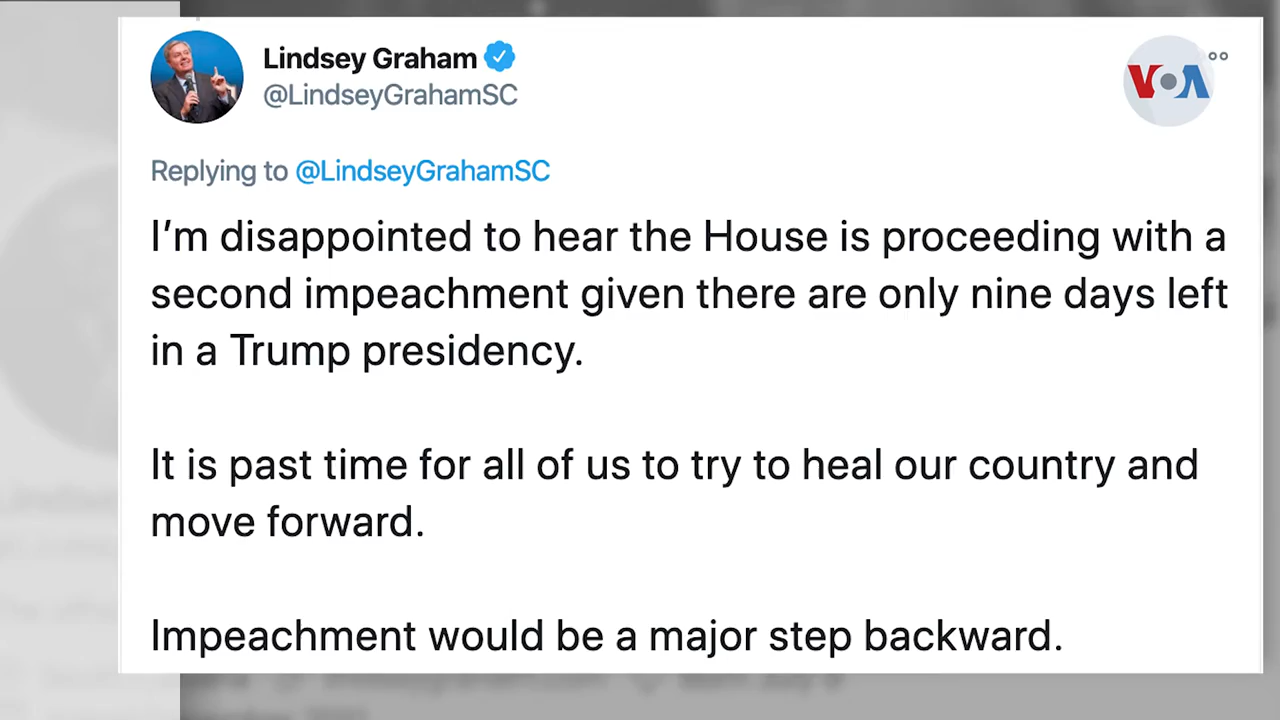 Lindsey Graham
@LindseyGrahamSC
VOA
Replying to @LindseyGrahamSC
I'm disappointed to hear the House is proceeding with a
second impeachment given there are only nine days left
in a Trump presidency.
It is past time for all of us to try to heal our country and
move forward.
Impeachment would be a major step backward.